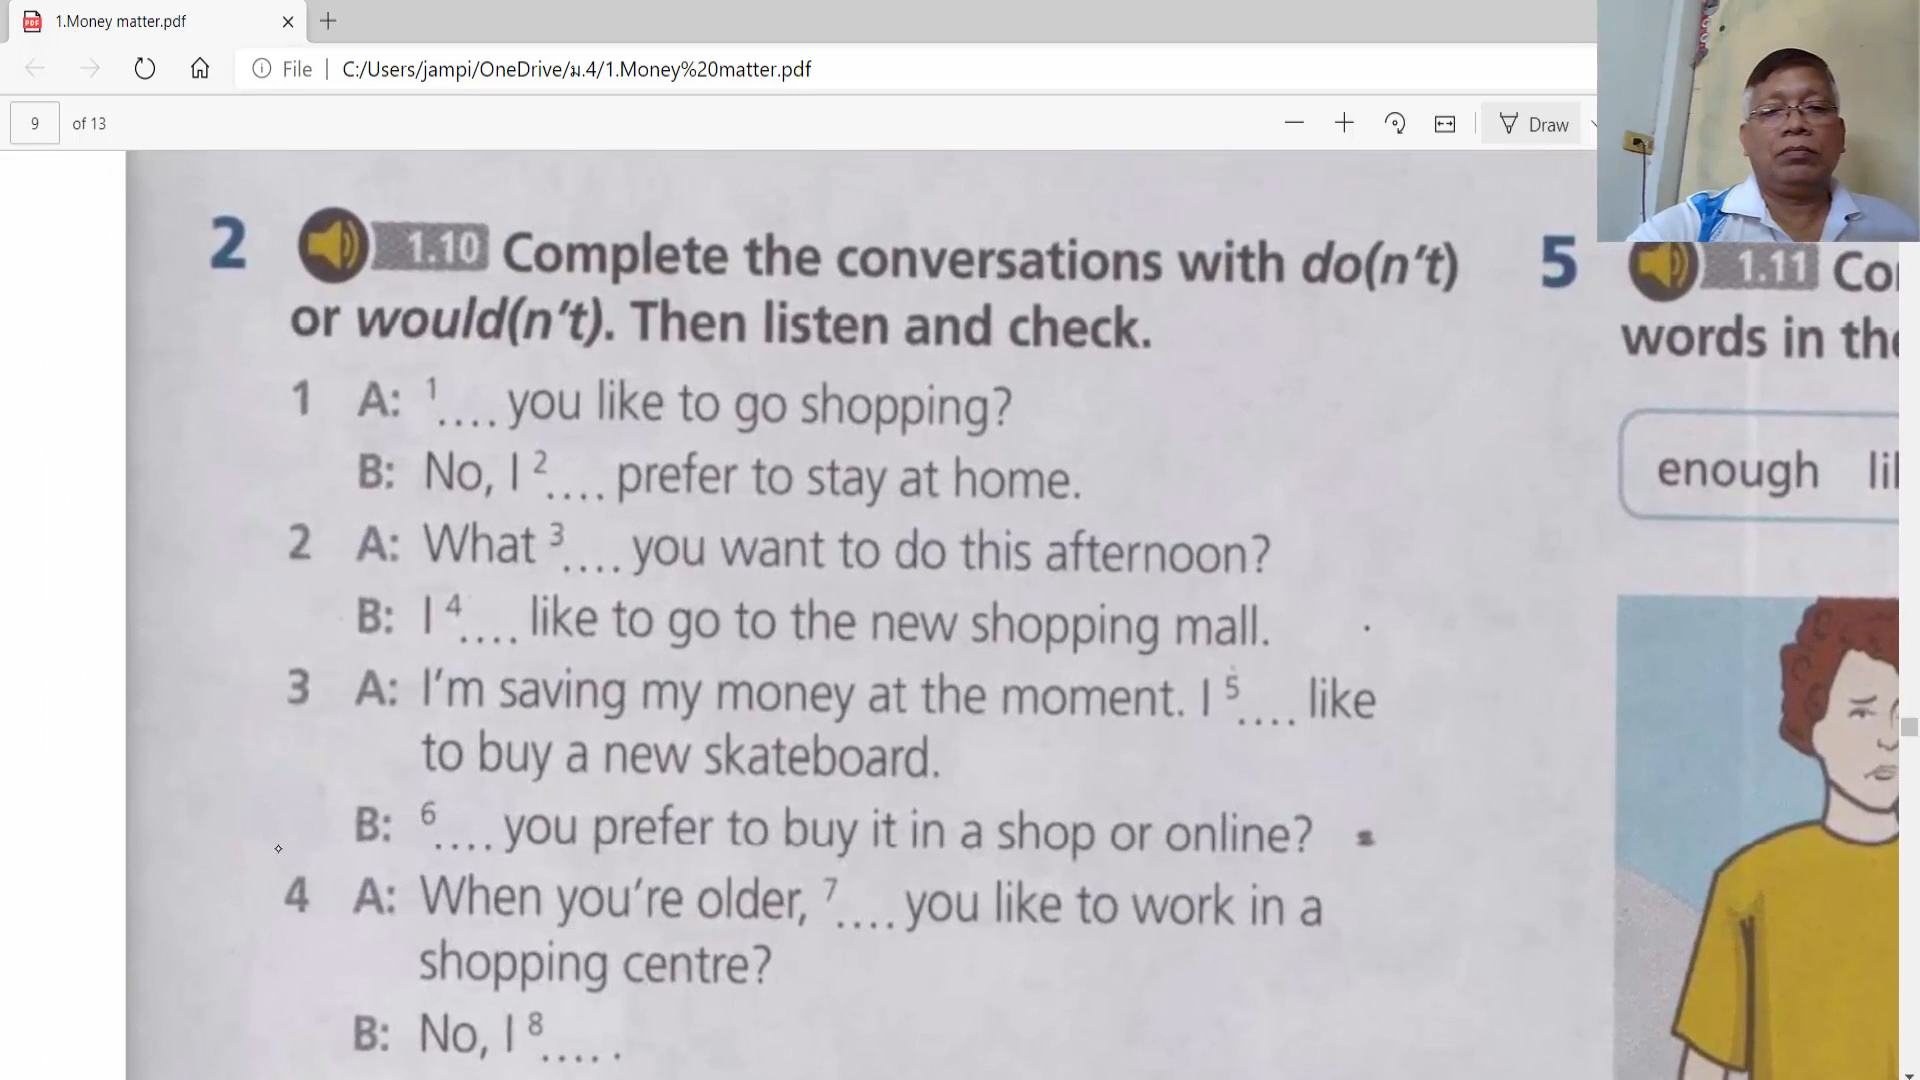 1.Money matter.pdf
File | C:/Users/jampi/OneDrive/ม.4/1.Money%20matter.pdf
9 of 13
Draw
2 1.10 Complete the conversations with do(n't)
or would(n't). Then listen and check.
1 A: 1.... you like to go shopping?
B: No, I 2.... prefer to stay at home.
2 A: What 3.... you want to do this afternoon?
B: I 4.... like to go to the new shopping mall.
3 A: I'm saving my money at the moment. I 5.... like
to buy a new skateboard.
B: 6.... you prefer to buy it in a shop or online?
4 A: When you're older, 7.... you like to work in a
shopping centre?
B: No, I 8.....
5 1.11
words in
enough